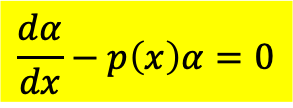 dα/dx − p(x)α = 0